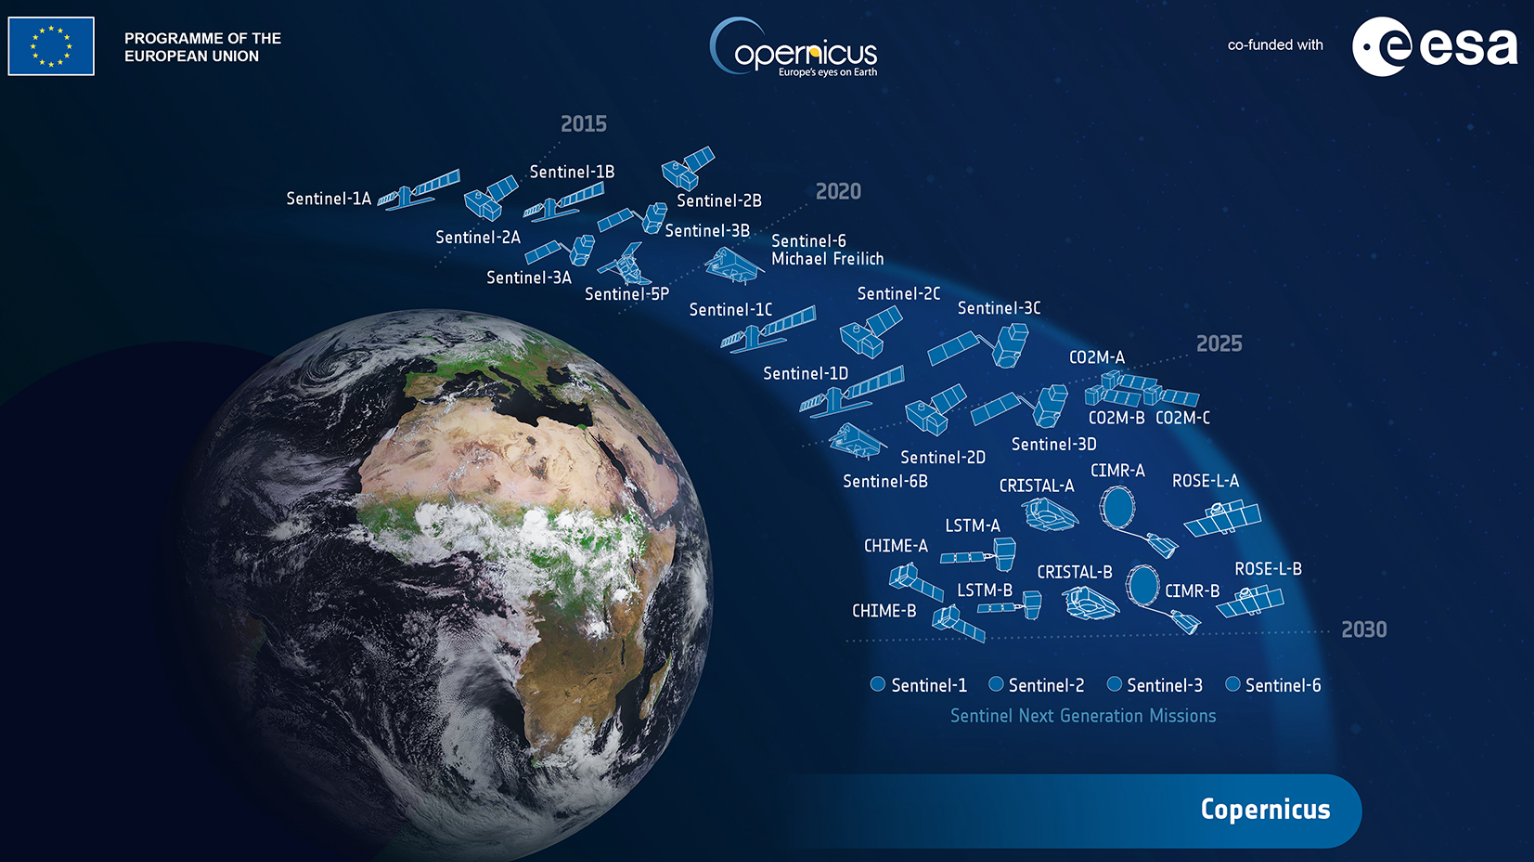 PROGRAMME OF THE
EUROPEAN UNION
opernicus
Europe's eyes on Earth
co-funded with
esa
2015
Sentinel-1A
Sentinel-1B
Sentinel-2A
Sentinel-2B
Sentinel-3A
Sentinel-3B
Sentinel-5P
2020
Sentinel-6
Michael Freilich
Sentinel-1C
Sentinel-2C
Sentinel-3C
2025
Sentinel-1D
CO2M-A
CO2M-B
CO2M-C
Sentinel-6B
Sentinel-2D
Sentinel-3D
CRISTAL-A
CIMR-A
ROSE-L-A
LSTM-A
CHIME-A
CHIME-B
LSTM-B
CRISTAL-B
CIMR-B
ROSE-L-B
2030
Sentinel-1
Sentinel-2
Sentinel-3
Sentinel-6
Sentinel Next Generation Missions
Copernicus